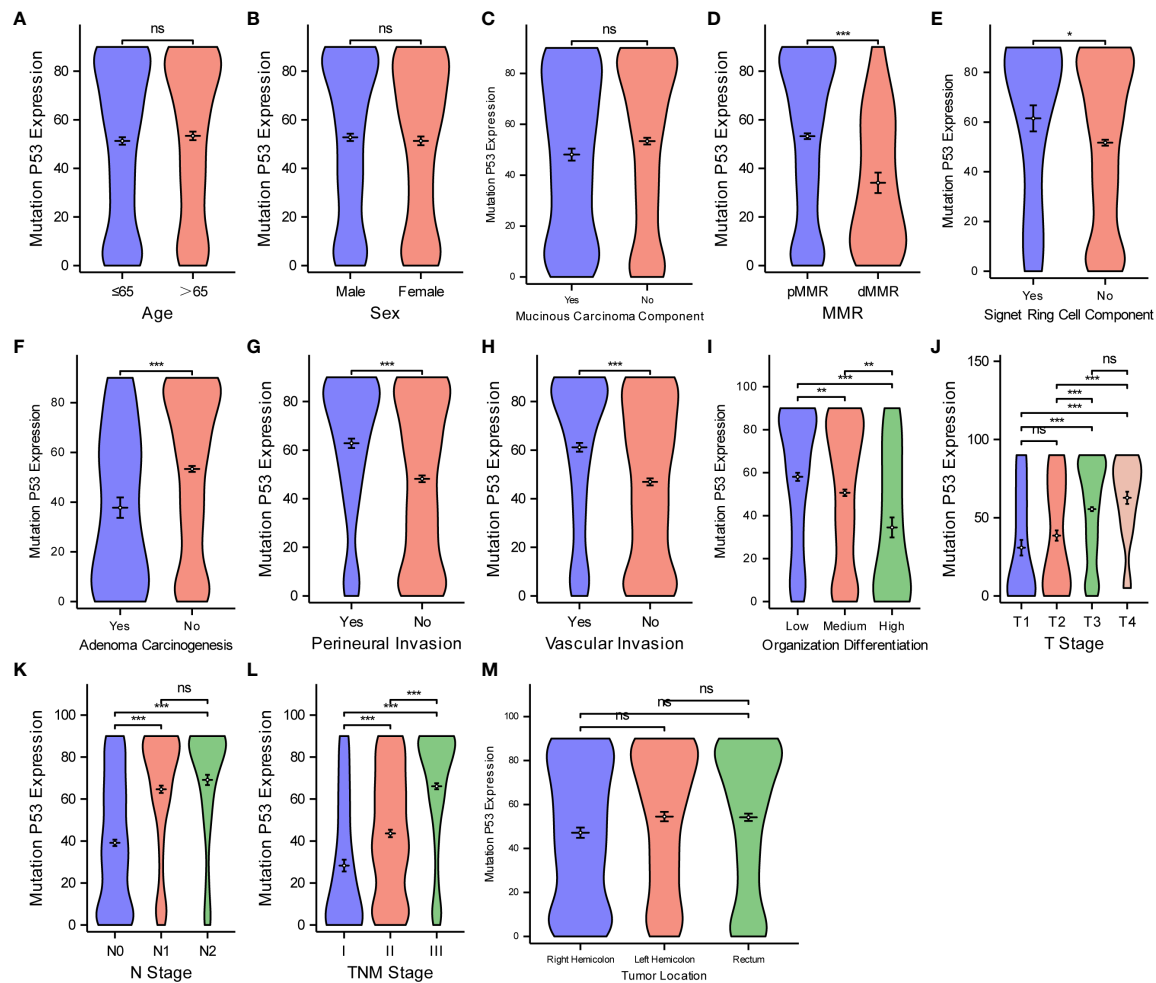 A
ns
Mutation P53 Expression
80
60
40
20
0
≤65
>65
Age
B
ns
Mutation P53 Expression
80
60
40
20
0
Male
Female
Sex
C
ns
Mutation P53 Expression
80
60
40
20
0
Yes
No
Mucinous Carcinoma Component
D
***
Mutation P53 Expression
80
60
40
20
0
pMMR
dMMR
MMR
E
*
Mutation P53 Expression
80
60
40
20
0
Yes
No
Signet Ring Cell Component
F
***
Mutation P53 Expression
80
60
40
20
0
Yes
No
Adenoma Carcinogenesis
G
***
Mutation P53 Expression
80
60
40
20
0
Yes
No
Perineural Invasion
H
***
Mutation P53 Expression
80
60
40
20
0
Yes
No
Vascular Invasion
I
**
***
**
Mutation P53 Expression
100
80
60
40
20
0
Low
Medium
High
Organization Differentiation
J
ns
***
***
***
***
ns
Mutation P53 Expression
150
100
50
0
T1
T2
T3
T4
T Stage
K
ns
***
***
Mutation P53 Expression
100
80
60
40
20
0
N0
N1
N2
N Stage
L
***
***
***
Mutation P53 Expression
100
80
60
40
20
0
I
II
III
TNM Stage
M
ns
ns
ns
Mutation P53 Expression
100
80
60
40
20
0
Right Hemicolon
Left Hemicolon
Rectum
Tumor Location